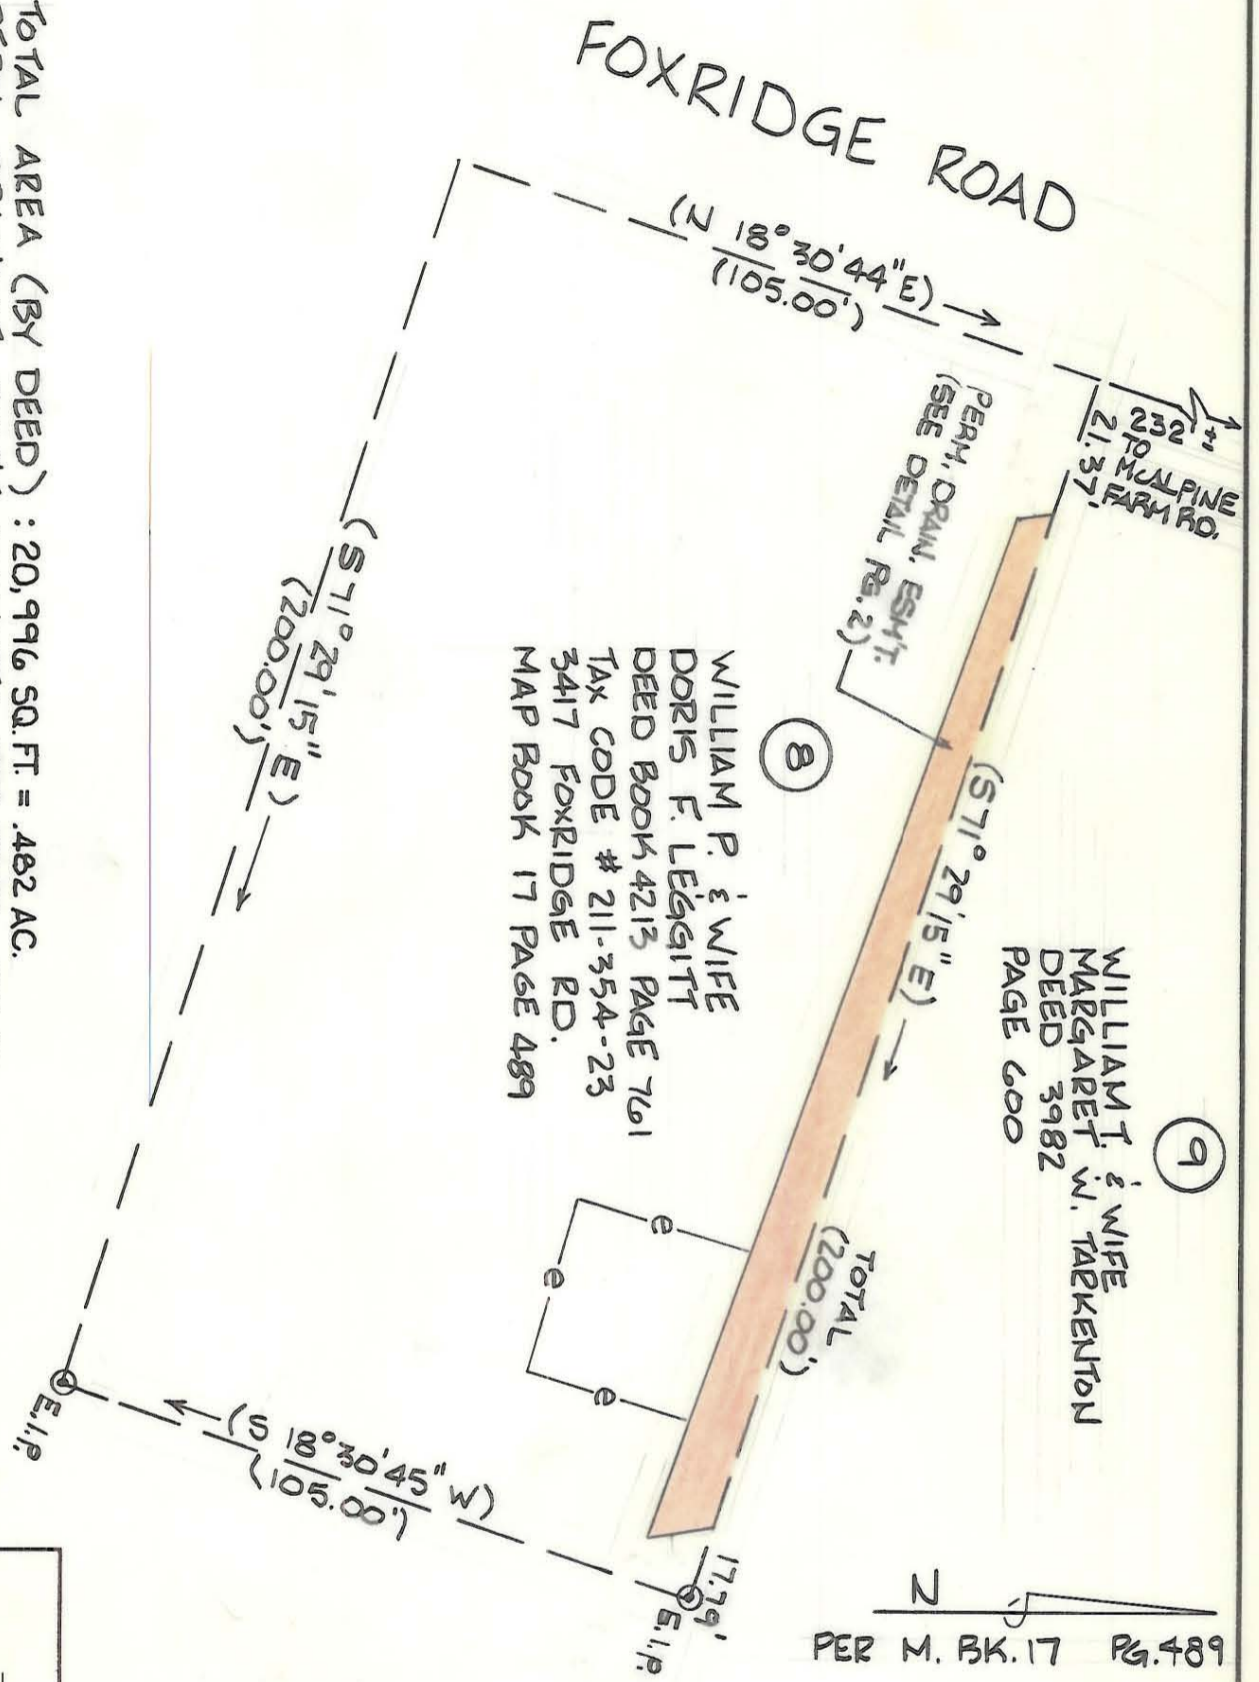 FOXRIDGE ROAD
(N 18° 30' 44" E)
(105.00')
232' ±
TO
MCALPINE
FARM RD.
21.37'
PERM. DRAIN. ESM'T.
(SEE DETAIL PG. 2)
(S 71° 29' 15" E)
TOTAL
(200.00')
9
WILLIAM T. & WIFE
MARGARET W. TARKENTON
DEED 3982
PAGE 600
8
WILLIAM P. & WIFE
DORIS F. LEGGITT
DEED BOOK 4213 PAGE 761
TAX CODE # 211-354-23
3417 FOXRIDGE RD.
MAP BOOK 17 PAGE 489
(S 71° 29' 15" E)
(200.00')
e
e
e
(S 18° 30' 45" W)
(105.00')
E.I.P.
17.79'
E.I.P.
N
PER M. BK. 17 PG. 489
TOTAL AREA (BY DEED) : 20,996 SQ. FT. = .482 AC.